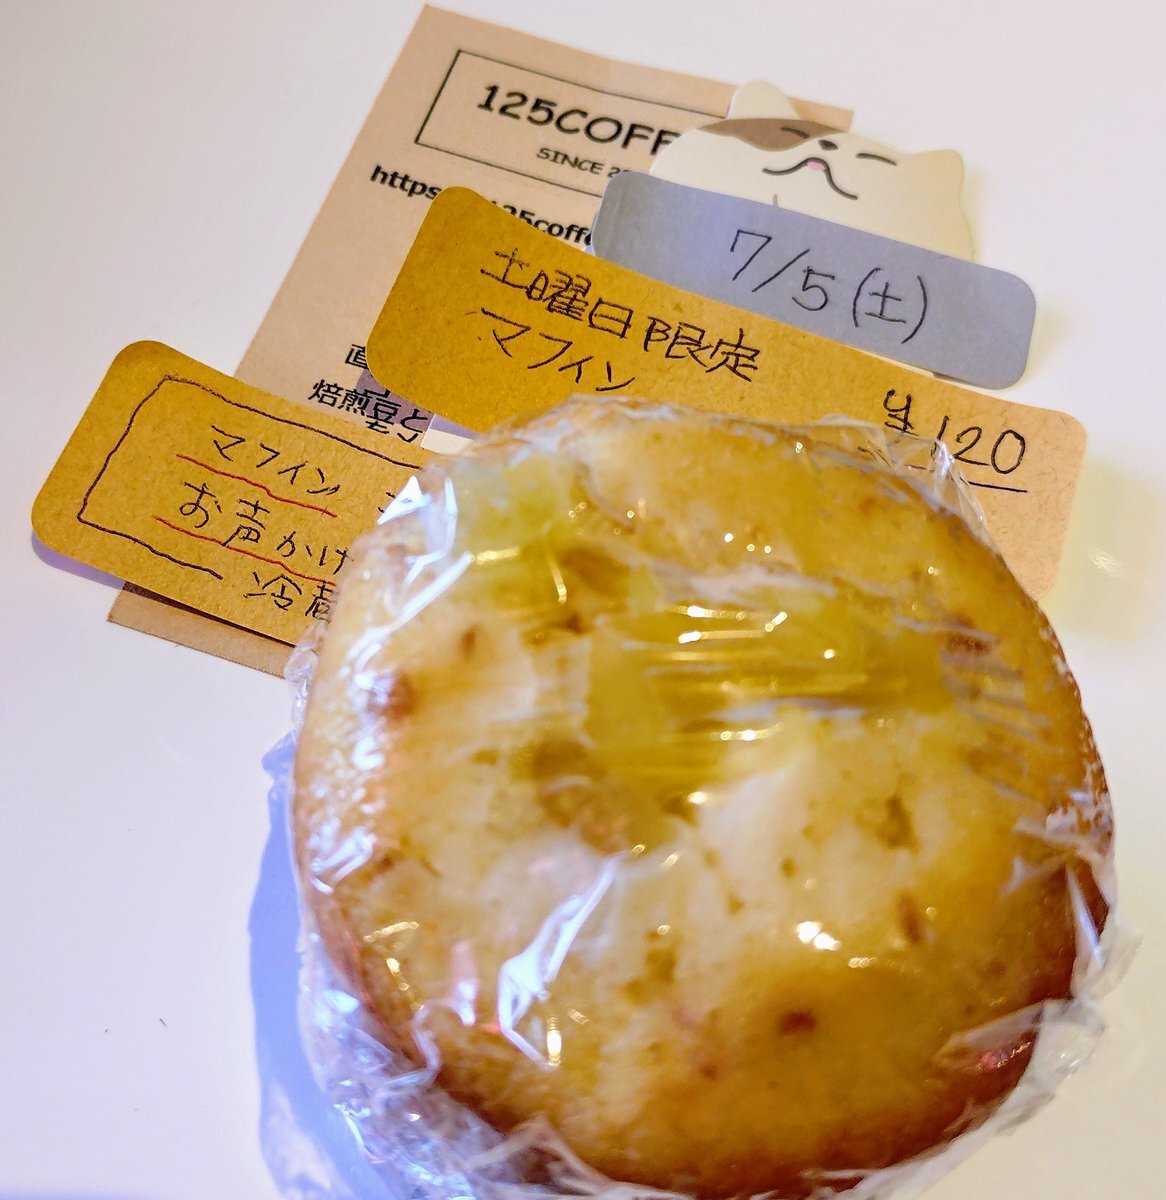 125COFF
SINCE 2
https
125coffe
7/5(土)
土曜日限定
マフィン
¥120
直
焙煎豆と
マフィン
お声かけ
冷蔵